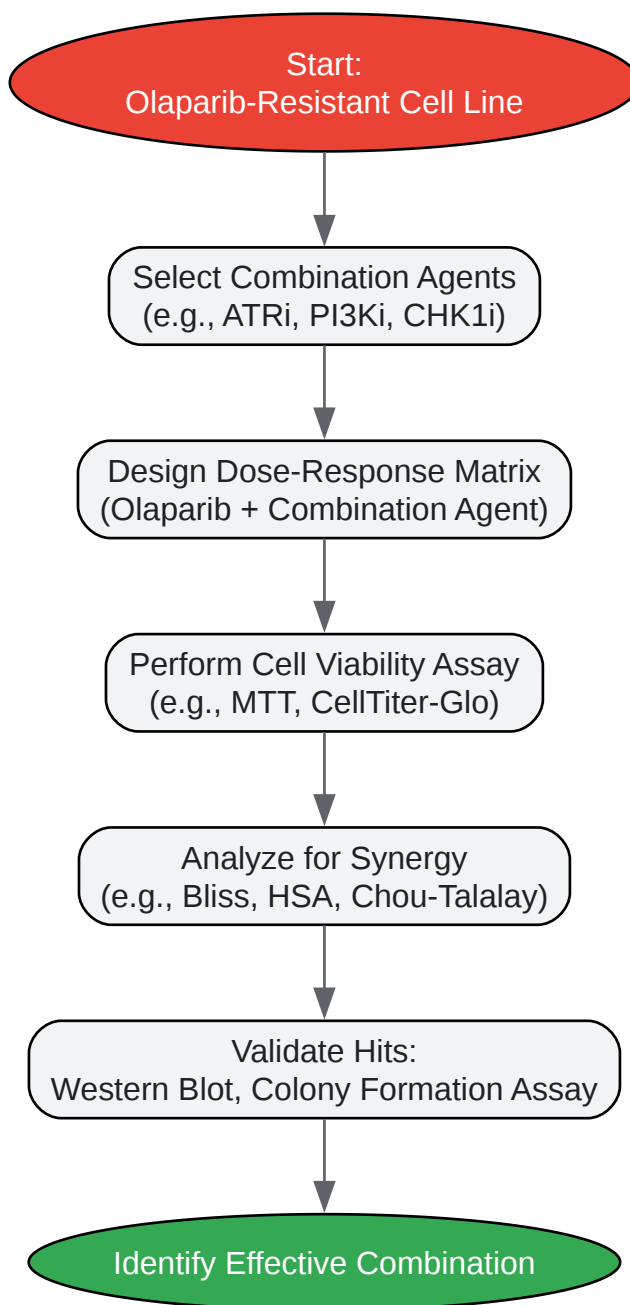 Start:
Olaparib-Resistant Cell Line
Select Combination Agents
(e.g., ATRi, PI3Ki, CHK1i)
Design Dose-Response Matrix
(Olaparib + Combination Agent)
Perform Cell Viability Assay
(e.g., MTT, CellTiter-Glo)
Analyze for Synergy
(e.g., Bliss, HSA, Chou-Talalay)
Validate Hits:
Western Blot, Colony Formation Assay
Identify Effective Combination